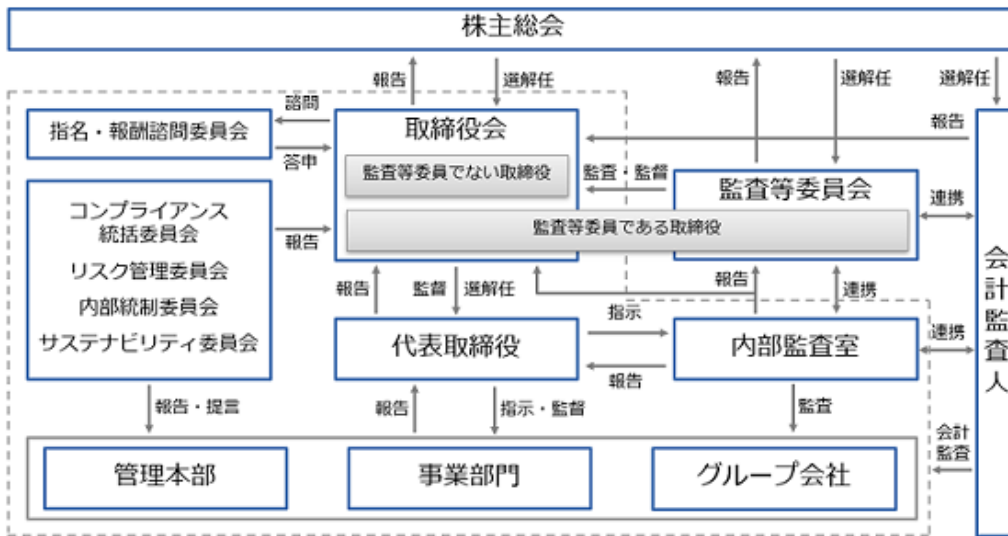 株主総会
報告
選解任
報告
選解任
選解任
諮問
指名・報酬諮問委員会
答申
取締役会
報告
監査等委員でない取締役
監査・監督
監査等委員会
連携
コンプライアンス
統括委員会
リスク管理委員会
内部統制委員会
サステナビリティ委員会
報告
監査等委員である取締役
会計監査人
報告
監督
選解任
報告
連携
指示
代表取締役
内部監査室
連携
報告
報告・提言
報告
指示・監督
監査
会計
監査
管理本部
事業部門
グループ会社